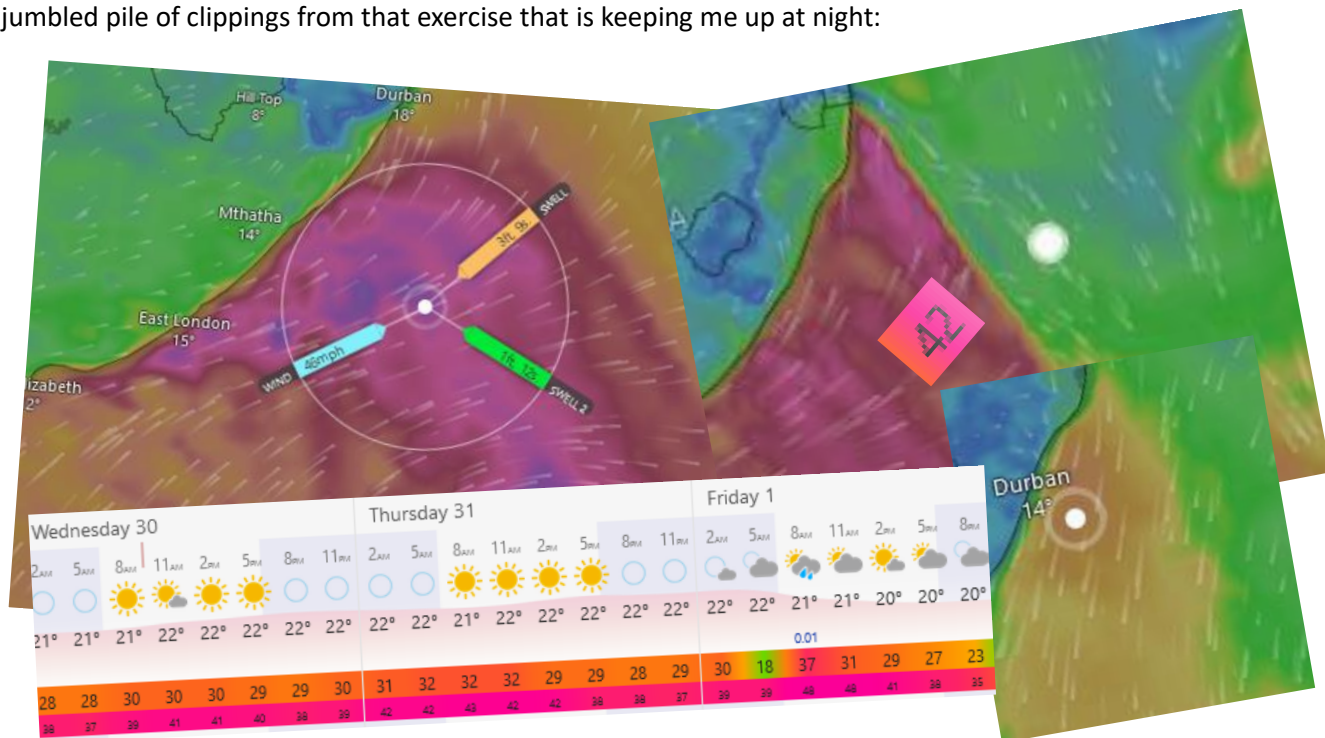 jumbled pile of clippings from that exercise that is keeping me up at night:
Hill Top
8°
Durban
18°
Mthatha
14°
East London
15°
izabeth
2°
SWELL
3ft 9s
WIND
46mph
1ft 12s
SWELL 2
42
Durban
14°
Wednesday 30
Thursday 31
Friday 1
2AM 5AM 8AM 11AM 2PM 5PM 8PM 11PM 2AM 5AM 8AM 11AM 2PM 5PM 8PM 11PM 2AM 5AM 8AM 11AM 2PM 5PM 8PM
21° 21° 21° 22° 22° 22° 22° 22° 22° 22° 21° 22° 22° 22° 22° 22° 22° 22° 21° 21° 20° 20° 20°
0.01
28 28 30 30 30 29 29 30 31 32 32 32 29 29 28 29 30 18 37 31 29 27 23
38 37 39 41 41 40 38 39 42 42 43 42 42 38 38 37 39 39 48 48 41 38 35